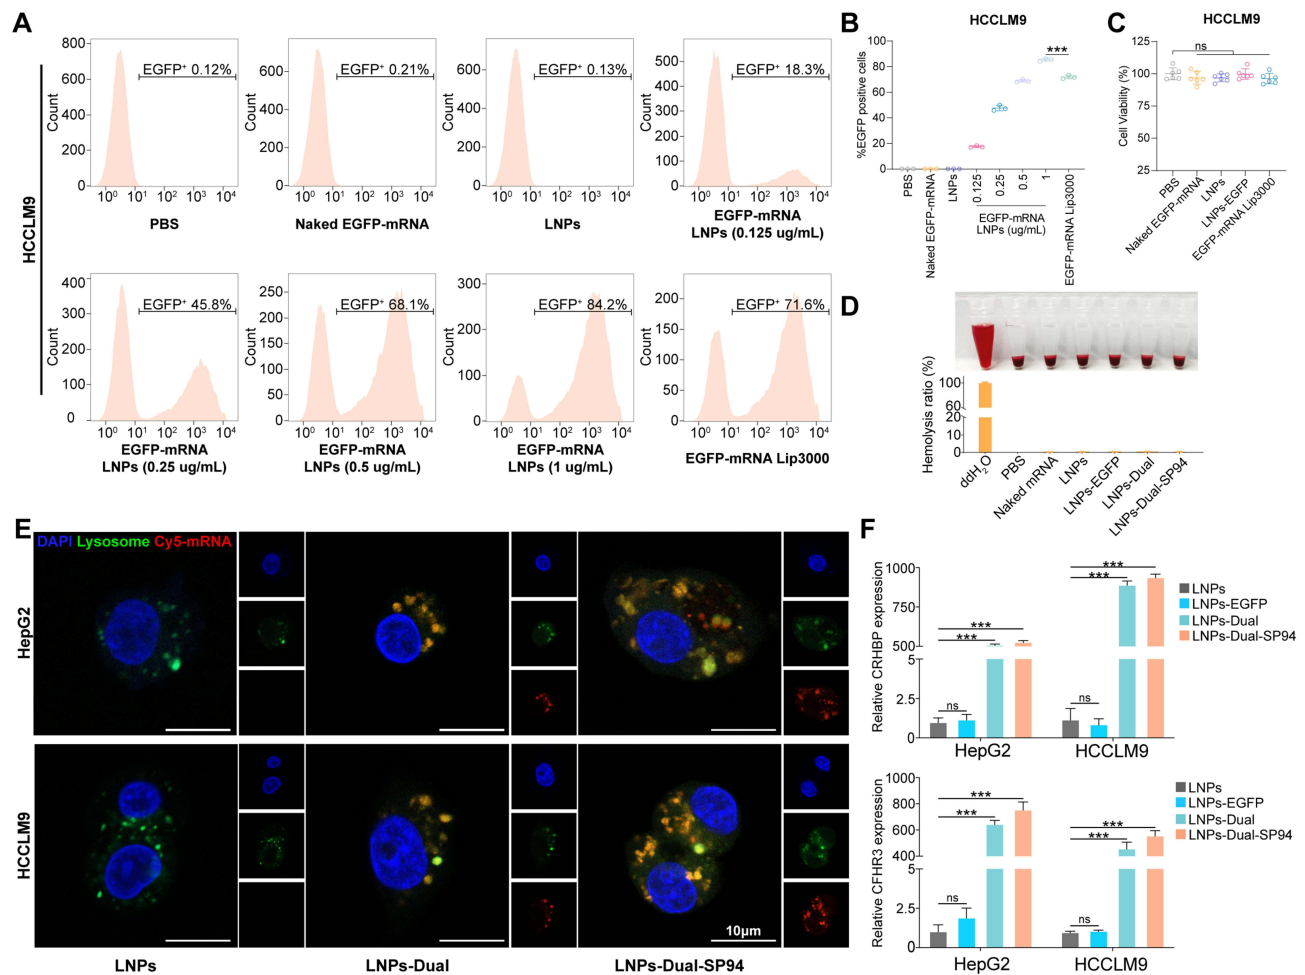 A
HCCLM9
800
600
400
200
0
Count
EGFP⁺ 0.12%
10⁰ 10¹ 10² 10³ 10⁴
PBS
600
400
200
0
Count
EGFP⁺ 0.21%
10⁰ 10¹ 10² 10³ 10⁴
Naked EGFP-mRNA
600
400
200
0
Count
EGFP⁺ 0.13%
10⁰ 10¹ 10² 10³ 10⁴
LNPs
500
400
300
200
100
0
Count
EGFP⁺ 18.3%
10⁰ 10¹ 10² 10³ 10⁴
EGFP-mRNA
LNPs (0.125 ug/mL)
400
300
200
100
0
Count
EGFP⁺ 45.8%
10⁰ 10¹ 10² 10³ 10⁴
EGFP-mRNA
LNPs (0.25 ug/mL)
250
200
150
100
50
0
Count
EGFP⁺ 68.1%
10⁰ 10¹ 10² 10³ 10⁴
EGFP-mRNA
LNPs (0.5 ug/mL)
300
200
100
0
Count
EGFP⁺ 84.2%
10⁰ 10¹ 10² 10³ 10⁴
EGFP-mRNA
LNPs (1 ug/mL)
200
150
100
50
0
Count
EGFP⁺ 71.6%
10⁰ 10¹ 10² 10³ 10⁴
EGFP-mRNA Lip3000
B
HCCLM9
%EGFP positive cells
100
80
60
40
20
0
***
PBS
Naked EGFP-mRNA
LNPs
0.125
0.25
0.5
1
EGFP-mRNA
LNPs (ug/mL)
EGFP-mRNA Lip3000
C
HCCLM9
Cell Viability (%)
125
100
75
50
25
ns
PBS
Naked EGFP-mRNA
LNPs
LNPs-EGFP
EGFP-mRNA Lip3000
D
Hemolysis ratio (%)
100
60
20
10
0
ddH₂O
PBS
Naked mRNA
LNPs
LNPs-EGFP
LNPs-Dual
LNPs-Dual-SP94
E
DAPI Lysosome Cy5-mRNA
HepG2
HCCLM9
10μm
LNPs
LNPs-Dual
LNPs-Dual-SP94
F
Relative CRHBP expression
1000
750
500
5
2.5
0
ns
***
***
ns
***
***
HepG2
HCCLM9
LNPs
LNPs-EGFP
LNPs-Dual
LNPs-Dual-SP94
Relative CFHR3 expression
1000
800
600
400
5
2.5
0
ns
***
***
ns
***
***
HepG2
HCCLM9
LNPs
LNPs-EGFP
LNPs-Dual
LNPs-Dual-SP94